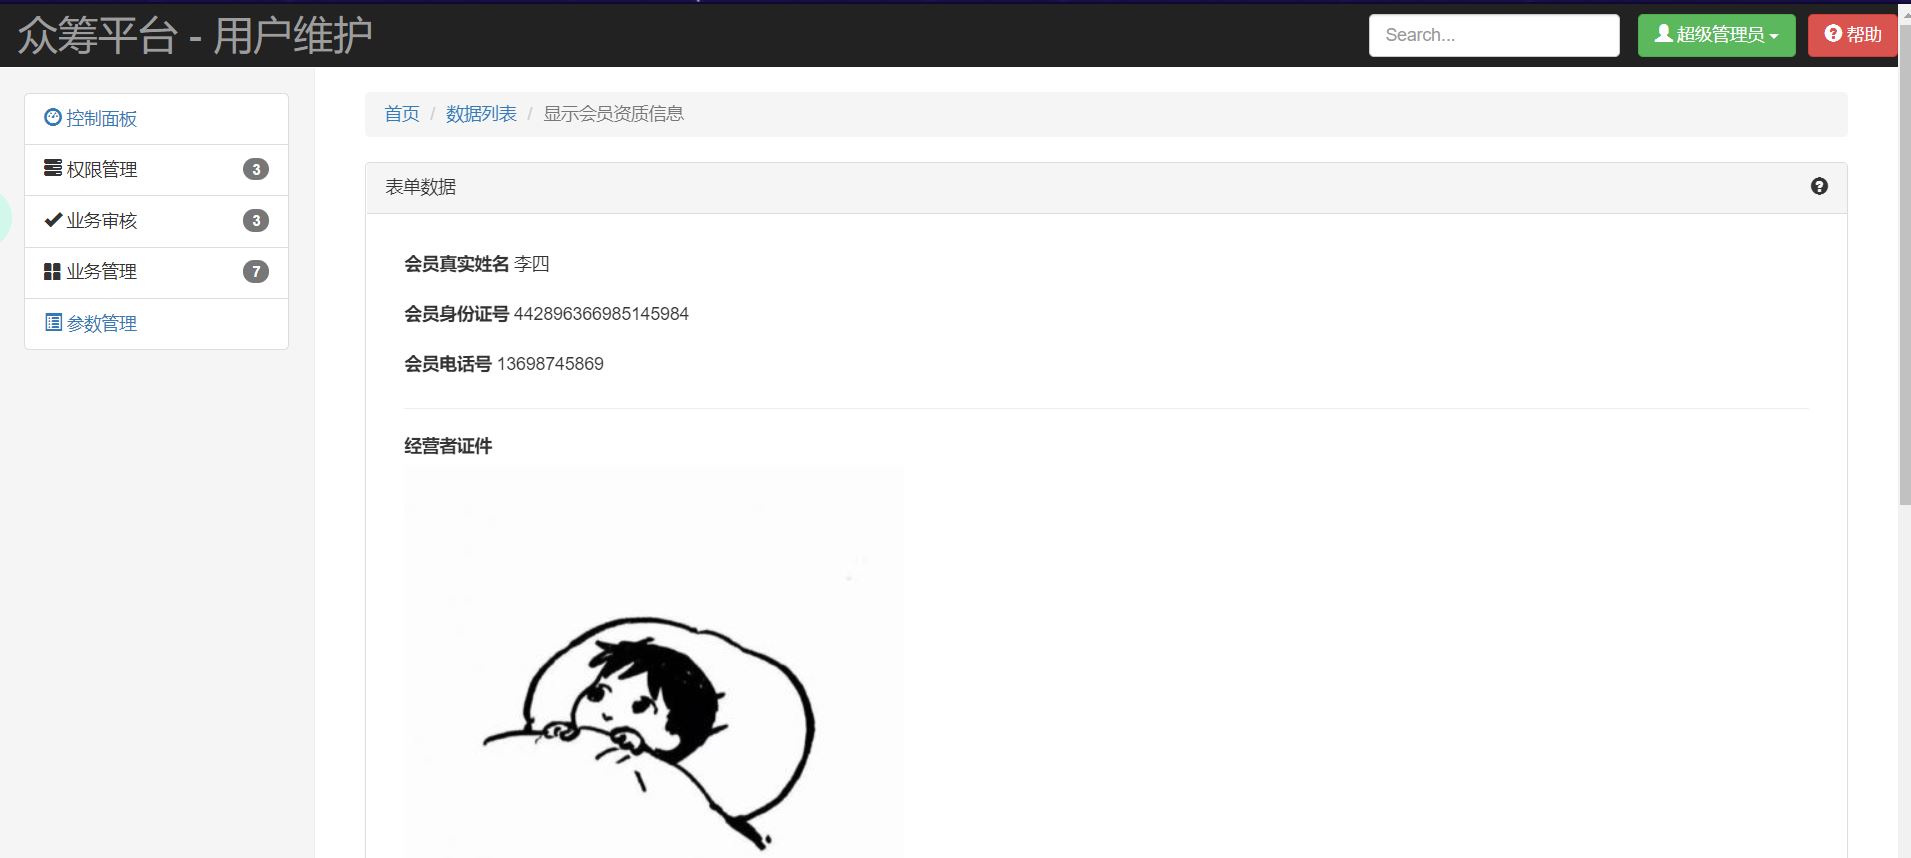 众筹平台 - 用户维护
Search...
超级管理员
帮助
控制面板
权限管理 3
业务审核 3
业务管理 7
参数管理
首页 / 数据列表 / 显示会员资质信息
表单数据
会员真实姓名 李四
会员身份证号 442896366985145984
会员电话号 13698745869
经营者证件